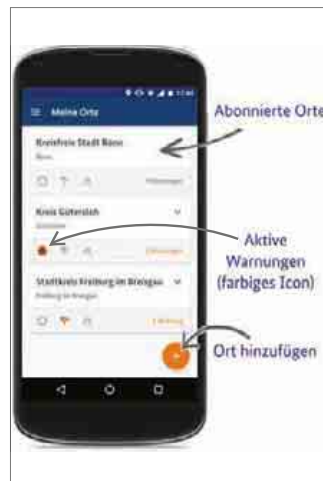 Meine Orte
Abonnierte Orte
Kreisfreie Stadt Bonn
Bonn
Kreis Gütersloh
Aktive
Warnungen
(farbiges Icon)
Stadtkreis Freiburg im Breisgau
Freiburg im Breisgau
Ort hinzufügen